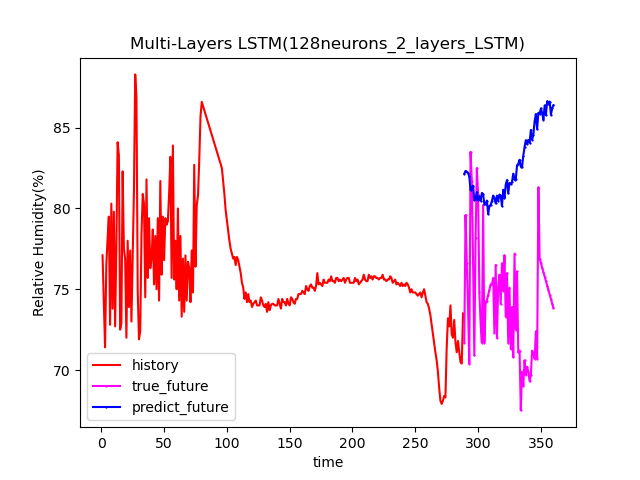 Multi-Layers LSTM(128neurons_2_layers_LSTM)
Relative Humidity(%)
85
80
75
70
history
true_future
predict_future
0
50
100
150
200
250
300
350
time